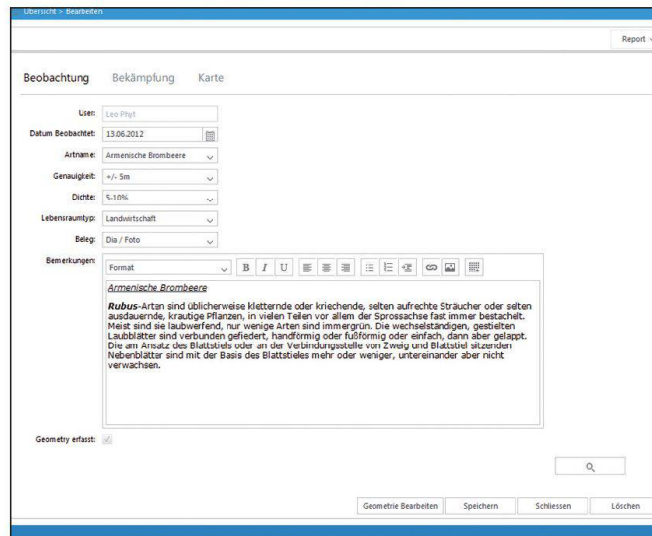 Übersicht > Bearbeiten
Report
Beobachtung Bekämpfung Karte
User: Leo Phyt
Datum Beobachtet: 13.06.2012
Artname: Armenische Brombeere
Genauigkeit: +/- 5m
Dichte: 5-10%
Lebensraumtyp: Landwirtschaft
Beleg: Dia / Foto
Bemerkungen:
Format B I U
Armenische Brombeere
Rubus-Arten sind üblicherweise kletternde oder kriechende, selten aufrechte Sträucher oder selten
ausdauernde, krautige Pflanzen, in vielen Teilen vor allem der Sprossachse fast immer bestachelt.
Meist sind sie laubwerfend, nur wenige Arten sind immergrün. Die wechselständigen, gestielten
Laubblätter sind verbunden gefiedert, handförmig oder fußförmig oder einfach, dann aber gelappt.
Die am Ansatz des Blattstiels oder an der Verbindungsstelle von Zweig und Blattstiel sitzenden
Nebenblätter sind mit der Basis des Blattstieles mehr oder weniger, untereinander aber nicht
verwachsen.
Geometry erfasst:
Geometrie Bearbeiten Speichern Schliessen Löschen